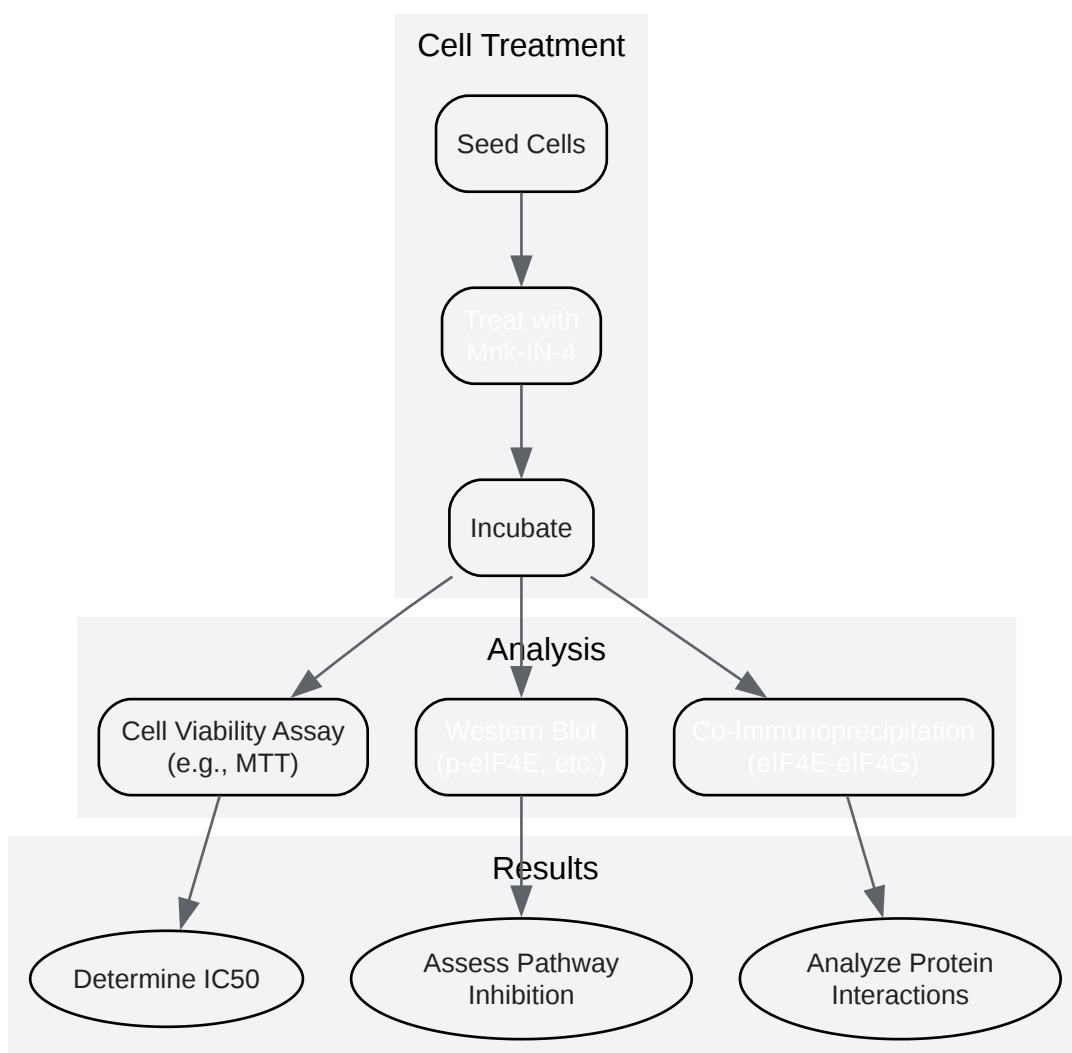 Cell Treatment
Seed Cells
Treat with
Mnk-IN-4
Incubate
Analysis
Cell Viability Assay
(e.g., MTT)
Western Blot
(p-eIF4E, etc.)
Co-Immunoprecipitation
(eIF4E-eIF4G)
Results
Determine IC50
Assess Pathway
Inhibition
Analyze Protein
Interactions